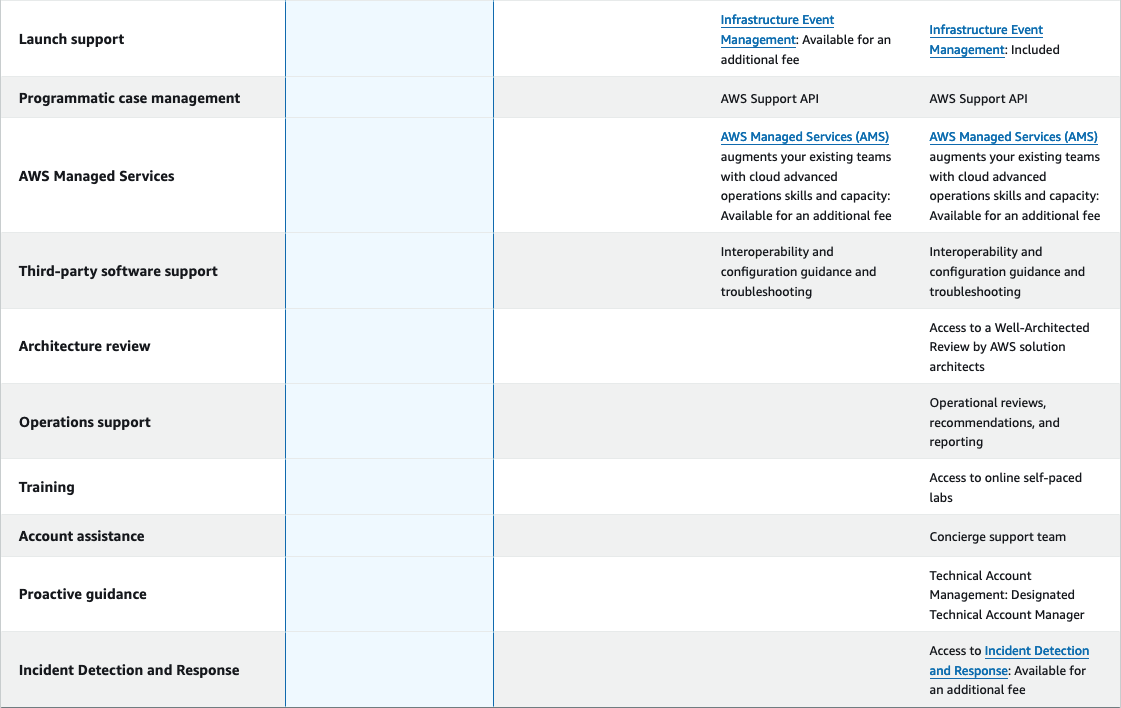 Launch support
Infrastructure Event
Management: Available for an
additional fee
Infrastructure Event
Management: Included
Programmatic case management
AWS Support API
AWS Support API
AWS Managed Services
AWS Managed Services (AMS)
augments your existing teams
with cloud advanced
operations skills and capacity:
Available for an additional fee
AWS Managed Services (AMS)
augments your existing teams
with cloud advanced
operations skills and capacity:
Available for an additional fee
Third-party software support
Interoperability and
configuration guidance and
troubleshooting
Interoperability and
configuration guidance and
troubleshooting
Architecture review
Access to a Well-Architected
Review by AWS solution
architects
Operations support
Operational reviews,
recommendations, and
reporting
Training
Access to online self-paced
labs
Account assistance
Concierge support team
Proactive guidance
Technical Account
Management: Designated
Technical Account Manager
Incident Detection and Response
Access to Incident Detection
and Response: Available for
an additional fee